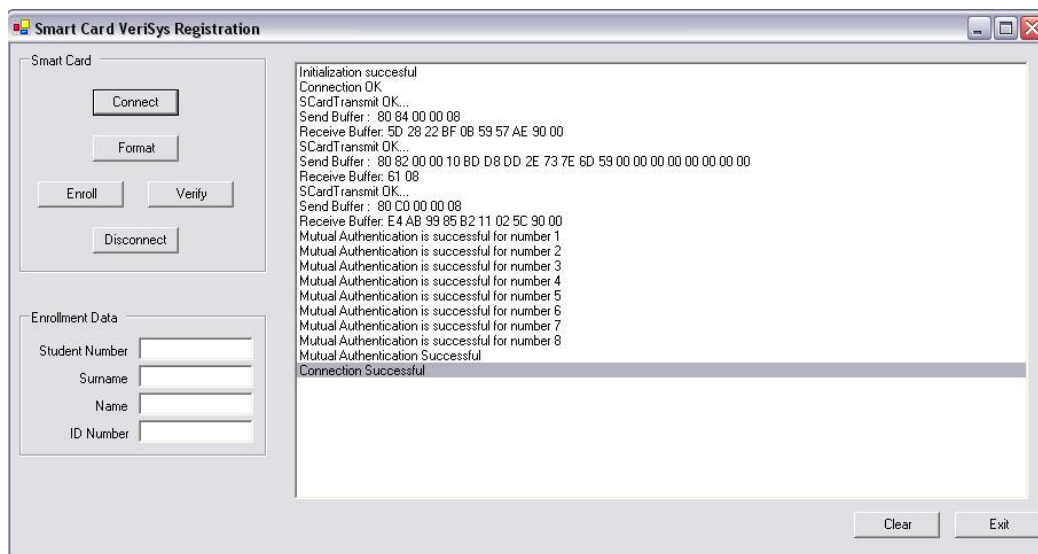 Smart Card VeriSys Registration
Smart Card
Connect
Format
Enroll
Verify
Disconnect
Enrollment Data
Student Number
Surname
Name
ID Number
Initialization succesful
Connection OK
SCardTransmit OK...
Send Buffer : 80 84 00 00 08
Receive Buffer: 5D 28 22 BF 0B 59 57 AE 90 00
SCardTransmit OK...
Send Buffer : 80 82 00 00 10 BD D8 DD 2E 73 7E 6D 59 00 00 00 00 00 00 00 00
Receive Buffer: 61 08
SCardTransmit OK...
Send Buffer : 80 C0 00 00 08
Receive Buffer: E4 AB 99 85 B2 11 02 5C 90 00
Mutual Authentication is successful for number 1
Mutual Authentication is successful for number 2
Mutual Authentication is successful for number 3
Mutual Authentication is successful for number 4
Mutual Authentication is successful for number 5
Mutual Authentication is successful for number 6
Mutual Authentication is successful for number 7
Mutual Authentication is successful for number 8
Mutual Authentication Successful
Connection Successful
Clear
Exit